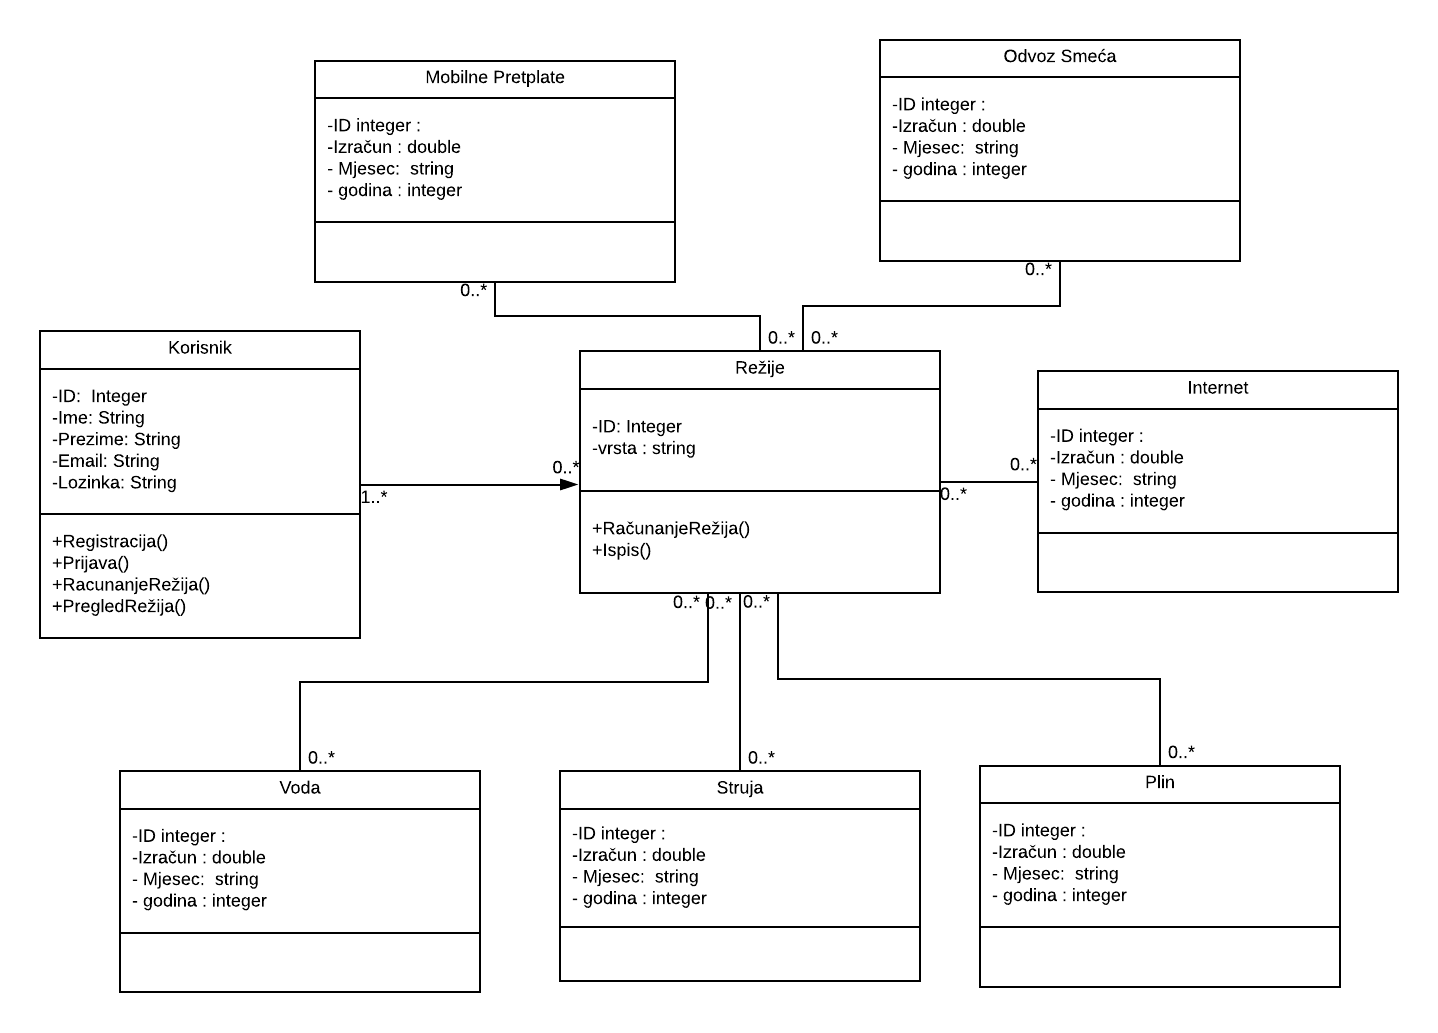 Mobilne Pretplate
-ID integer :
-Izračun : double
- Mjesec:  string
- godina : integer
0..*
Odvoz Smeća
-ID integer :
-Izračun : double
- Mjesec:  string
- godina : integer
0..*
Korisnik
-ID:  Integer
-Ime: String
-Prezime: String
-Email: String
-Lozinka: String
+Registracija()
+Prijava()
+RacunanjeRežija()
+PregledRežija()
1..*
0..*
0..* 0..*
Režije
-ID: Integer
-vrsta : string
+RačunanjeRežija()
+Ispis()
0..*
0..*
Internet
-ID integer :
-Izračun : double
- Mjesec:  string
- godina : integer
0..* 0..* 0..*
0..*
Voda
-ID integer :
-Izračun : double
- Mjesec:  string
- godina : integer
0..*
Struja
-ID integer :
-Izračun : double
- Mjesec:  string
- godina : integer
0..*
Plin
-ID integer :
-Izračun : double
- Mjesec:  string
- godina : integer